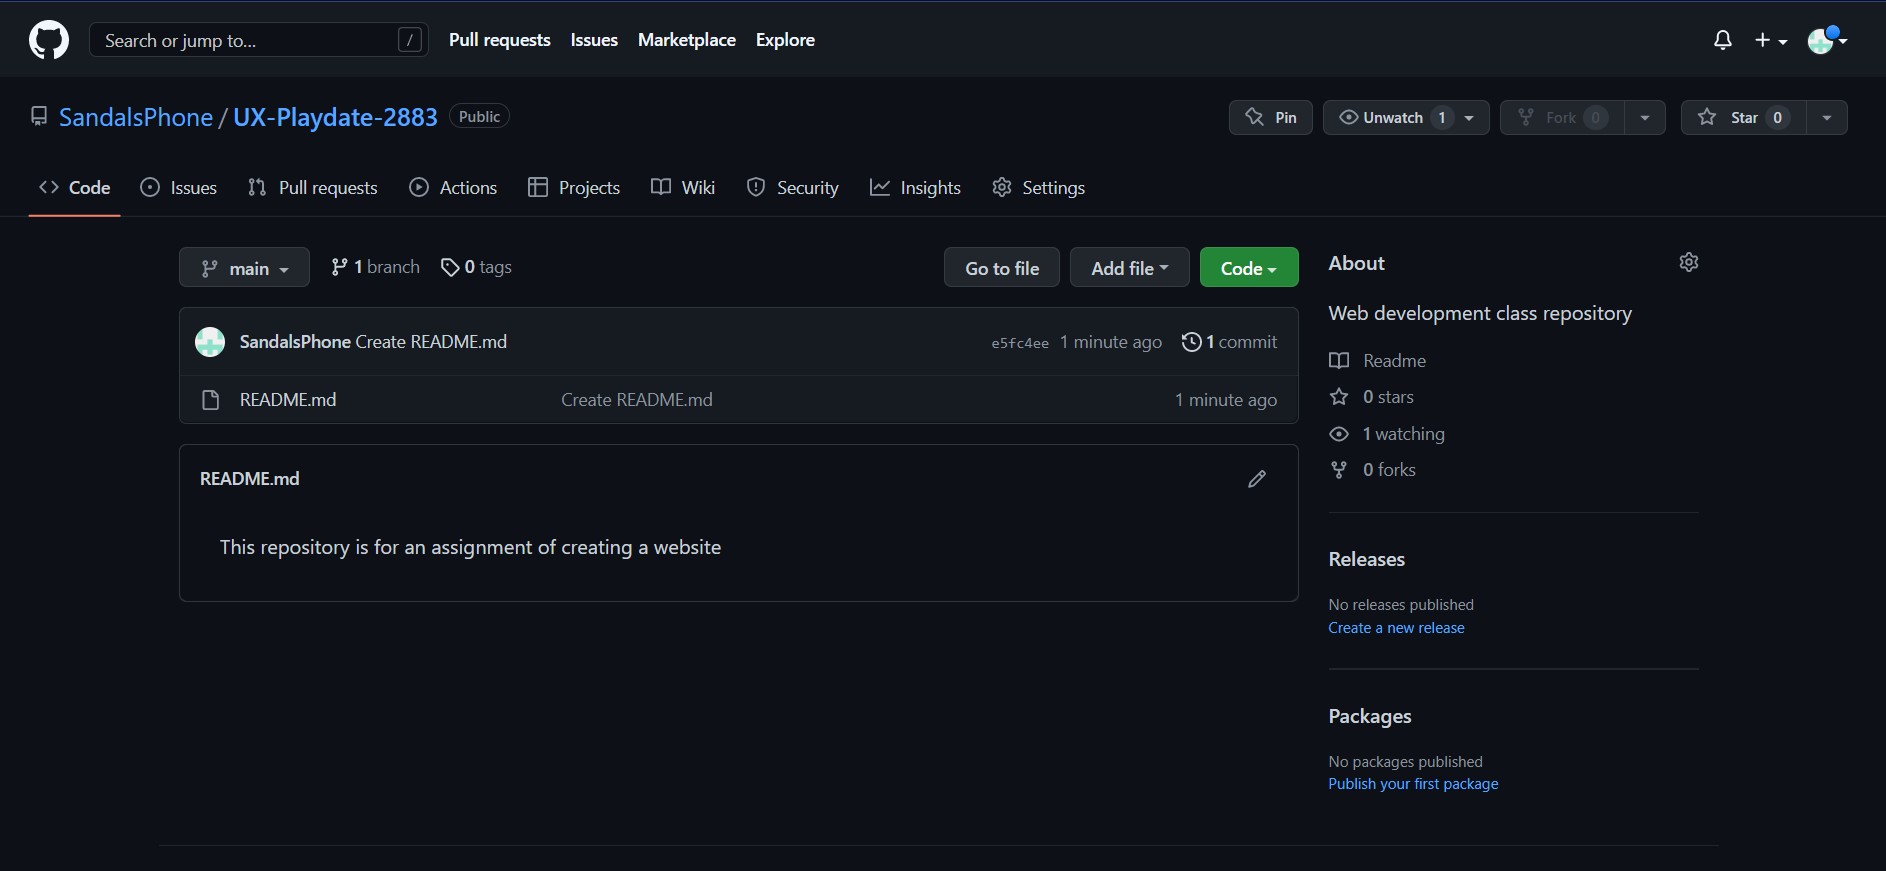 Search or jump to... / Pull requests Issues Marketplace Explore
SandalsPhone / UX-Playdate-2883 Public Pin Unwatch 1 Fork 0 Star 0
Code Issues Pull requests Actions Projects Wiki Security Insights Settings
main 1 branch 0 tags Go to file Add file Code
SandalsPhone Create README.md e5fc4ee 1 minute ago 1 commit
README.md Create README.md 1 minute ago
README.md
This repository is for an assignment of creating a website
About
Web development class repository
Readme
0 stars
1 watching
0 forks
Releases
No releases published
Create a new release
Packages
No packages published
Publish your first package